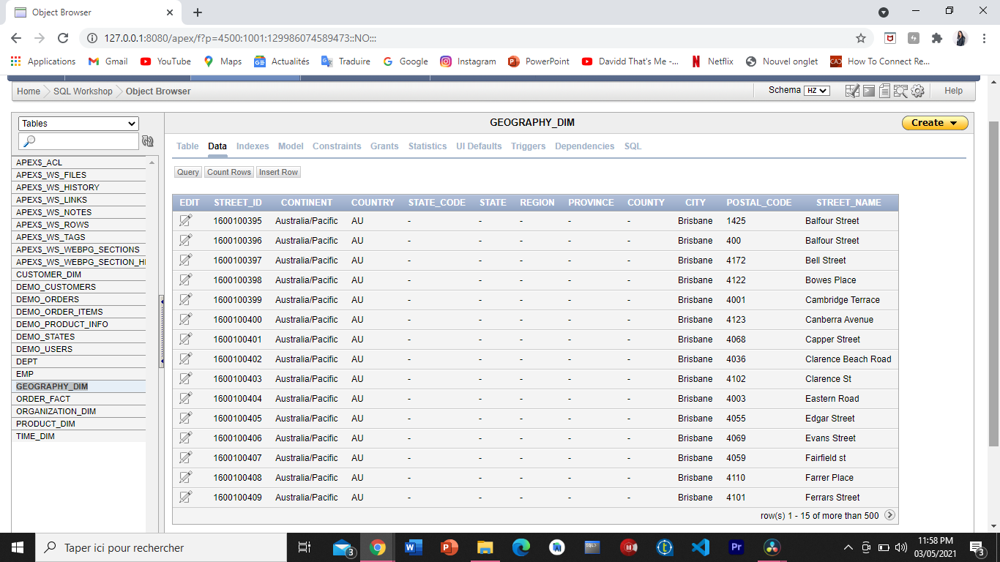 Object Browser
127.0.0.1:8080/apex/f?p=4500:1001:129986074589473::NO:::
Applications Gmail YouTube Maps Actualités Traduire Google Instagram PowerPoint Davidd That's Me -... Netflix Nouvel onglet How To Connect Re...
Home SQL Workshop Object Browser Schema HZ Help
Tables
GEOGRAPHY_DIM
Create
Table Data Indexes Model Constraints Grants Statistics UI Defaults Triggers Dependencies SQL
Query Count Rows Insert Row
APEX$_ACL
APEX$_WS_FILES
APEX$_WS_HISTORY
APEX$_WS_LINKS
APEX$_WS_NOTES
APEX$_WS_ROWS
APEX$_WS_TAGS
APEX$_WS_WEBPG_SECTIONS
APEX$_WS_WEBPG_SECTION_HI
CUSTOMER_DIM
DEMO_CUSTOMERS
DEMO_ORDERS
DEMO_ORDER_ITEMS
DEMO_PRODUCT_INFO
DEMO_STATES
DEMO_USERS
DEPT
EMP
GEOGRAPHY_DIM
ORDER_FACT
ORGANIZATION_DIM
PRODUCT_DIM
TIME_DIM
EDIT STREET_ID CONTINENT COUNTRY STATE_CODE STATE REGION PROVINCE COUNTY CITY POSTAL_CODE STREET_NAME
1600100395 Australia/Pacific AU - - - - - Brisbane 1425 Balfour Street
1600100396 Australia/Pacific AU - - - - - Brisbane 400 Balfour Street
1600100397 Australia/Pacific AU - - - - - Brisbane 4172 Bell Street
1600100398 Australia/Pacific AU - - - - - Brisbane 4122 Bowes Place
1600100399 Australia/Pacific AU - - - - - Brisbane 4001 Cambridge Terrace
1600100400 Australia/Pacific AU - - - - - Brisbane 4123 Canberra Avenue
1600100401 Australia/Pacific AU - - - - - Brisbane 4068 Capper Street
1600100402 Australia/Pacific AU - - - - - Brisbane 4036 Clarence Beach Road
1600100403 Australia/Pacific AU - - - - - Brisbane 4102 Clarence St
1600100404 Australia/Pacific AU - - - - - Brisbane 4003 Eastern Road
1600100405 Australia/Pacific AU - - - - - Brisbane 4055 Edgar Street
1600100406 Australia/Pacific AU - - - - - Brisbane 4069 Evans Street
1600100407 Australia/Pacific AU - - - - - Brisbane 4059 Fairfield st
1600100408 Australia/Pacific AU - - - - - Brisbane 4110 Farrer Place
1600100409 Australia/Pacific AU - - - - - Brisbane 4101 Ferrars Street
row(s) 1 - 15 of more than 500
Taper ici pour rechercher
3
11:58 PM
03/05/2021
3